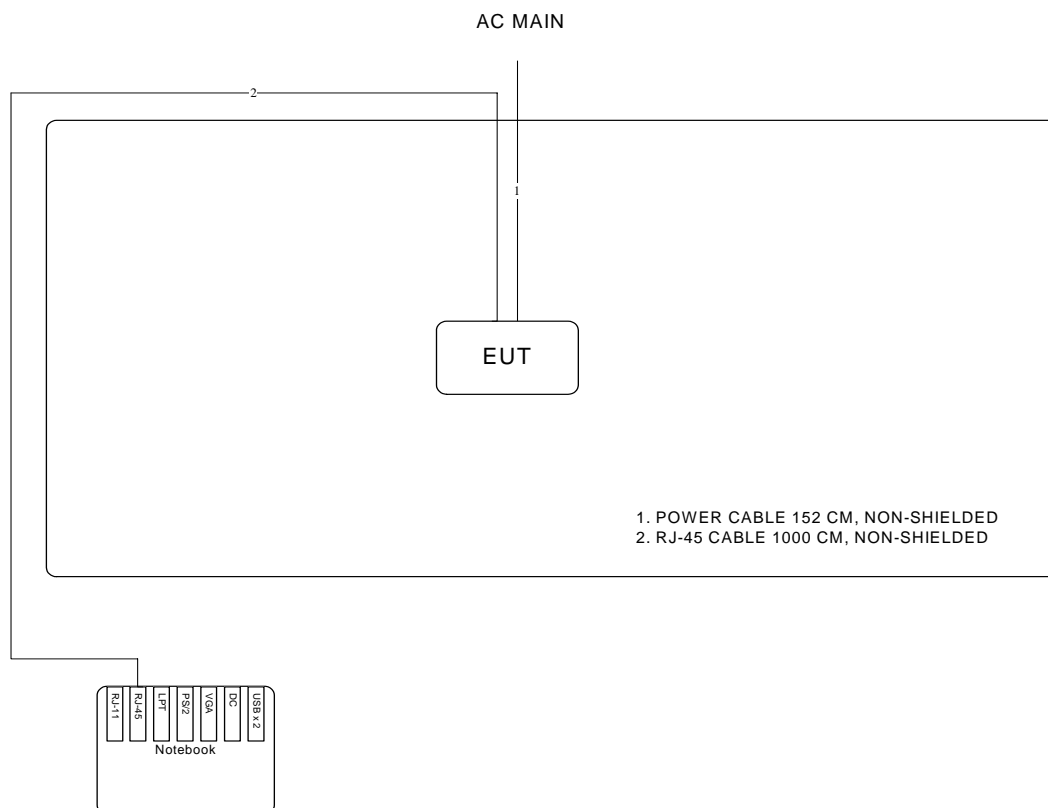 AC MAIN
2
1
EUT
1. POWER CABLE 152 CM, NON-SHIELDED
2. RJ-45 CABLE 1000 CM, NON-SHIELDED
RJ-11
RJ-45
LPT
PS/2
VGA
DC
USB x 2
Notebook